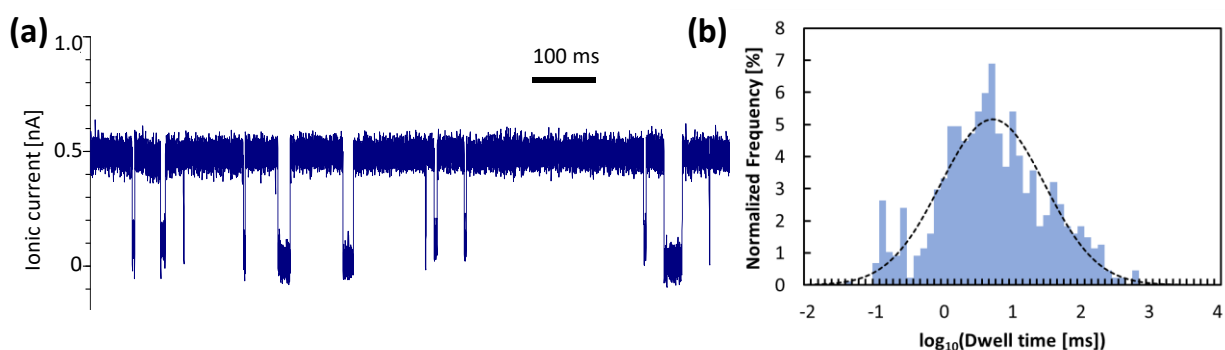 (a)
1.0
0.5
0
Ionic current [nA]
100 ms
(b)
8
7
6
5
4
3
2
1
0
Normalized Frequency [%]
-2 -1 0 1 2 3 4
log₁₀(Dwell time [ms])